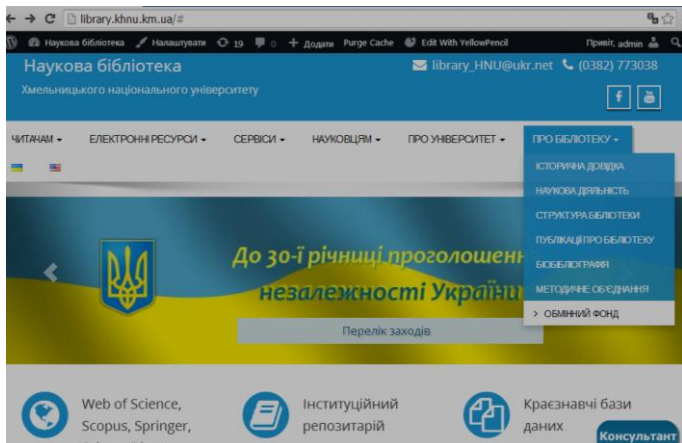 library.khnu.km.ua/#
Наукова бібліотека Налаштувати 19 0 + Додати Purge Cache Edit With YellowPencil Привіт, admin
Наукова бібліотека library_HNU@ukr.net (0382) 773038
Хмельницького національного університету
ЧИТАЧАМ ЕЛЕКТРОННІ РЕСУРСИ СЕРВІСИ НАУКОВЦЯМ ПРО УНІВЕРСИТЕТ ПРО БІБЛІОТЕКУ
ІСТОРИЧНА ДОВІДКА
НАУКОВА ДІЯЛЬНІСТЬ
СТРУКТУРА БІБЛІОТЕКИ
ПУБЛІКАЦІЇ ПРО БІБЛІОТЕКУ
БІОБІБЛІОГРАФІЯ
МЕТОДИЧНЕ ОБ'ЄДНАННЯ
> ОБМІННИЙ ФОНД
До 30-ї річниці проголошенн
незалежності України
Перелік заходів
Web of Science,
Scopus, Springer,
Інституційний
репозитарій
Краєзнавчі бази
даних
Консультант